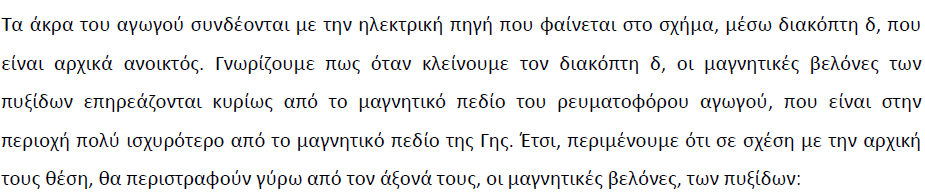 Τα άκρα του αγωγού συνδέονται με την ηλεκτρική πηγή που φαίνεται στο σχήμα, μέσω διακόπτη δ, που
είναι αρχικά ανοικτός. Γνωρίζουμε πως όταν κλείνουμε τον διακόπτη δ, οι μαγνητικές βελόνες των
πυξίδων επηρεάζονται κυρίως από το μαγνητικό πεδίο του ρευματοφόρου αγωγού, που είναι στην
περιοχή πολύ ισχυρότερο από το μαγνητικό πεδίο της Γης. Έτσι, περιμένουμε ότι σε σχέση με την αρχική
τους θέση, θα περιστραφούν γύρω από τον άξονά τους, οι μαγνητικές βελόνες, των πυξίδων: